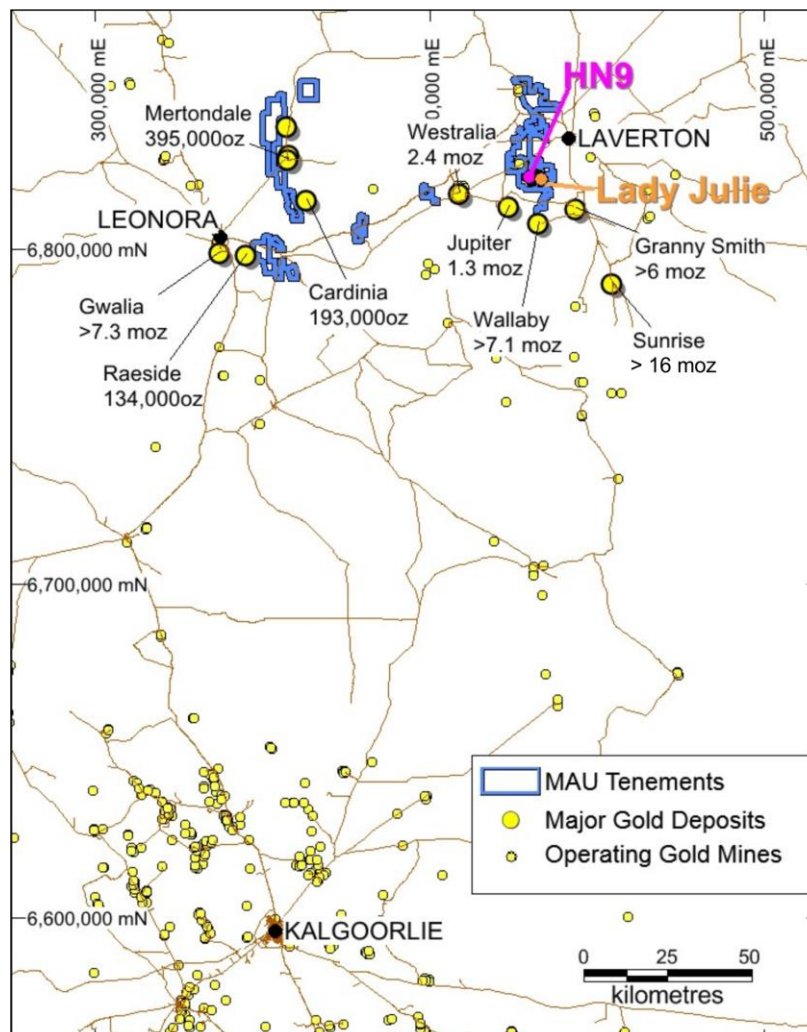 300,000 mE
0,000 mE
500,000 mE
HN9
Mertondale
395,000oz
Westralia
2.4 moz
LAVERTON
Lady Julie
LEONORA
6,800,000 mN
Jupiter
1.3 moz
Granny Smith
>6 moz
Gwalia
>7.3 moz
Cardinia
193,000oz
Wallaby
>7.1 moz
Sunrise
> 16 moz
Raeside
134,000oz
6,700,000 mN
MAU Tenements
Major Gold Deposits
Operating Gold Mines
6,600,000 mN
KALGOORLIE
0 25 50
kilometres